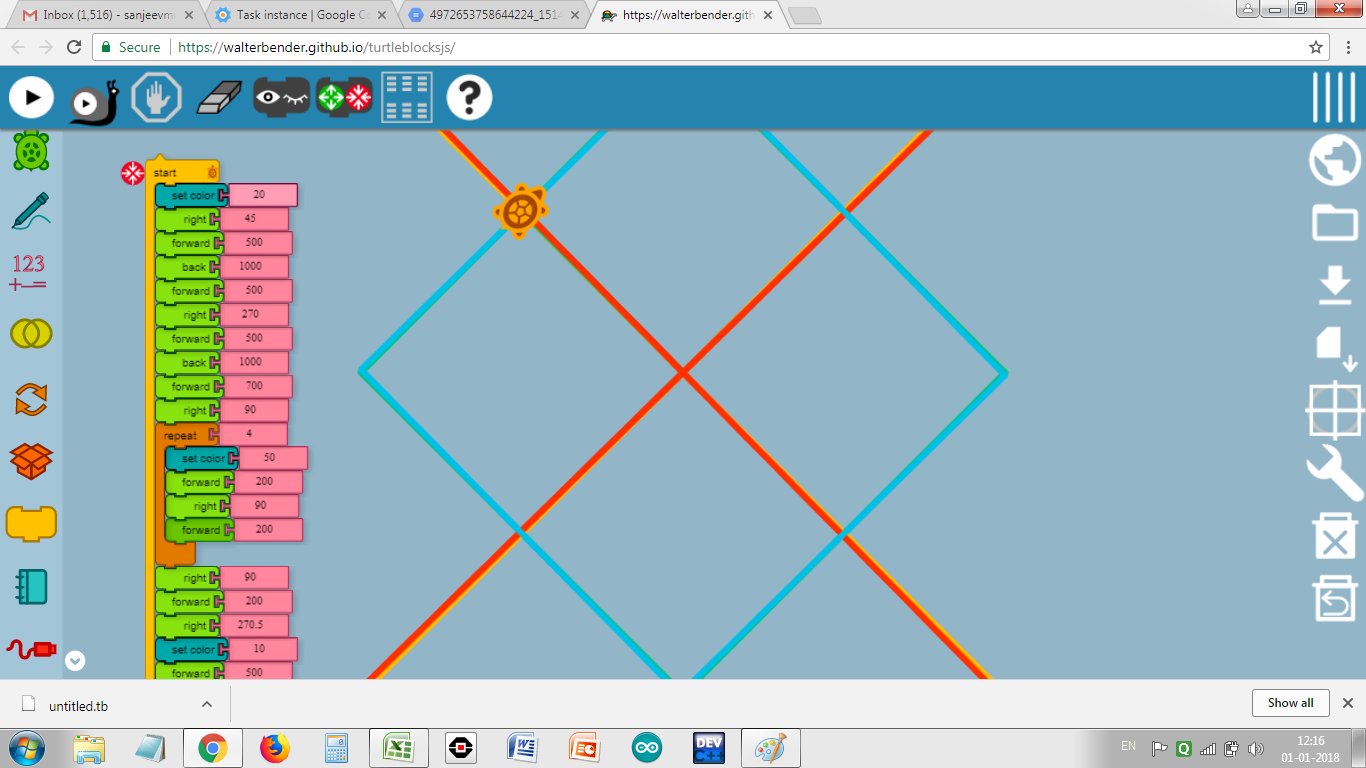 Inbox (1,516) - sanjeevm
Task instance | Google C
4972653758644224_151
https://walterbender.gith
Secure
https://walterbender.github.io/turtleblocksjs/
start
set color 20
right 45
forward 500
back 1000
forward 500
right 270
forward 500
back 1000
forward 700
right 90
repeat 4
set color 50
forward 200
right 90
forward 200
right 90
forward 200
right 270.5
set color 10
forward 500
123
+-=
?
untitled.tb
Show all
DEV
C++
EN
12:16
01-01-2018